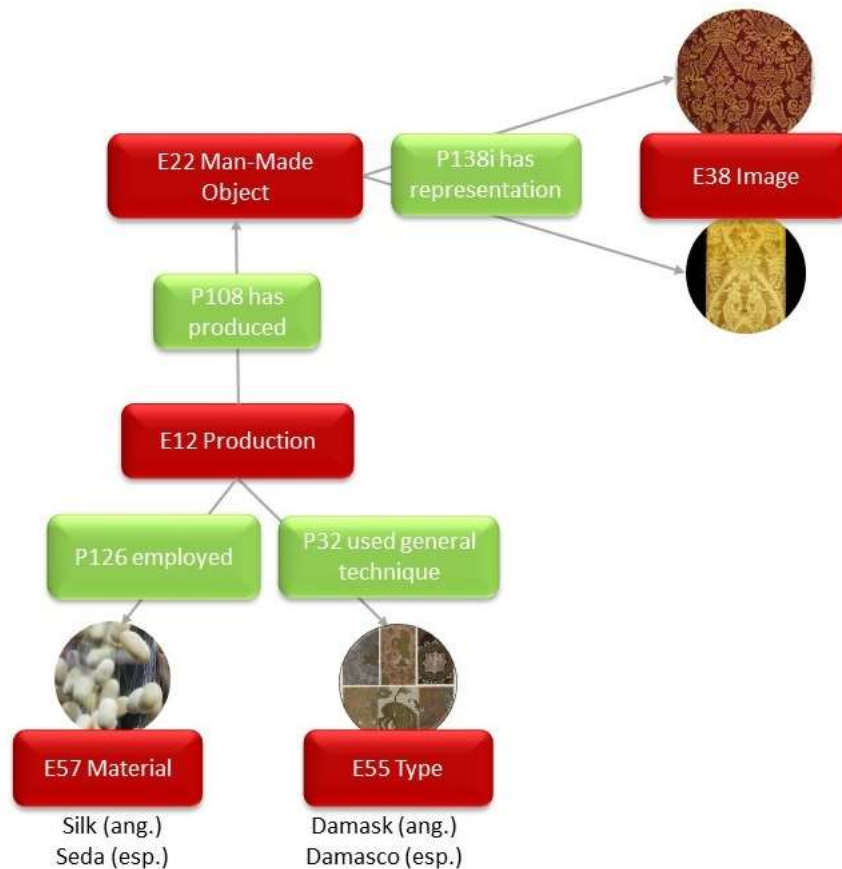 E22 Man-Made
Object
P138i has
representation
E38 Image
P108 has
produced
E12 Production
P126 employed
P32 used general
technique
E57 Material
E55 Type
Silk (ang.)
Seda (esp.)
Damask (ang.)
Damasco (esp.)